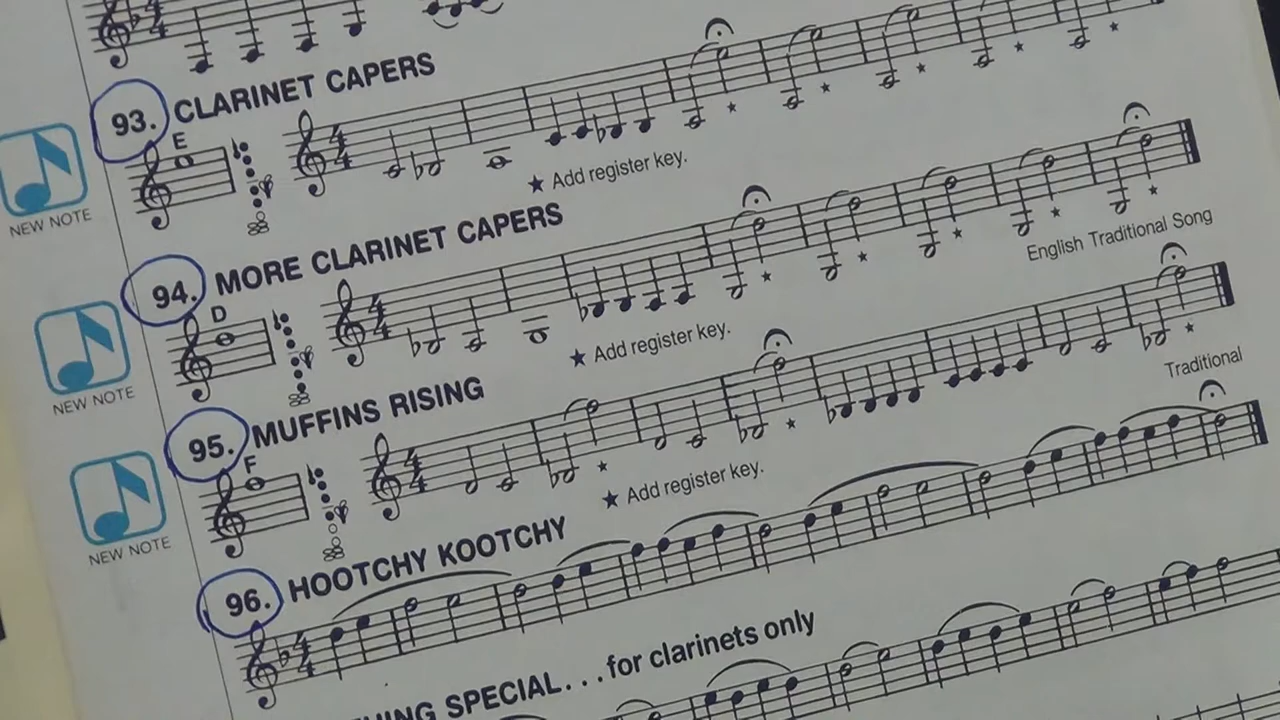 93. CLARINET CAPERS
E
NEW NOTE
★ Add register key.
94. MORE CLARINET CAPERS
D
NEW NOTE
★ Add register key.
English Traditional Song
95. MUFFINS RISING
F
NEW NOTE
★ Add register key.
Traditional
96. HOOTCHY KOOTCHY
SPECIAL...for clarinets only